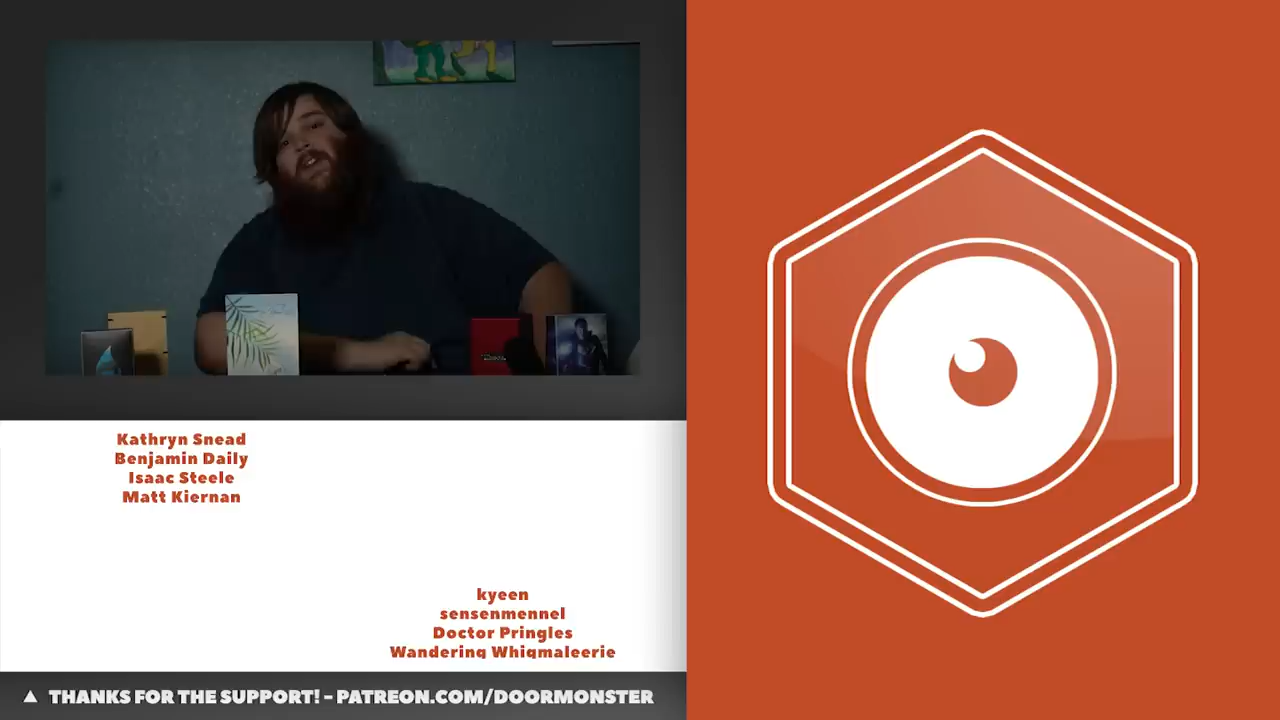 Kathryn Snead
Benjamin Daily
Isaac Steele
Matt Kiernan
kyeen
sensenmennel
Doctor Pringles
Wandering Whigmaleerie
THANKS FOR THE SUPPORT! - PATREON.COM/DOORMONSTER